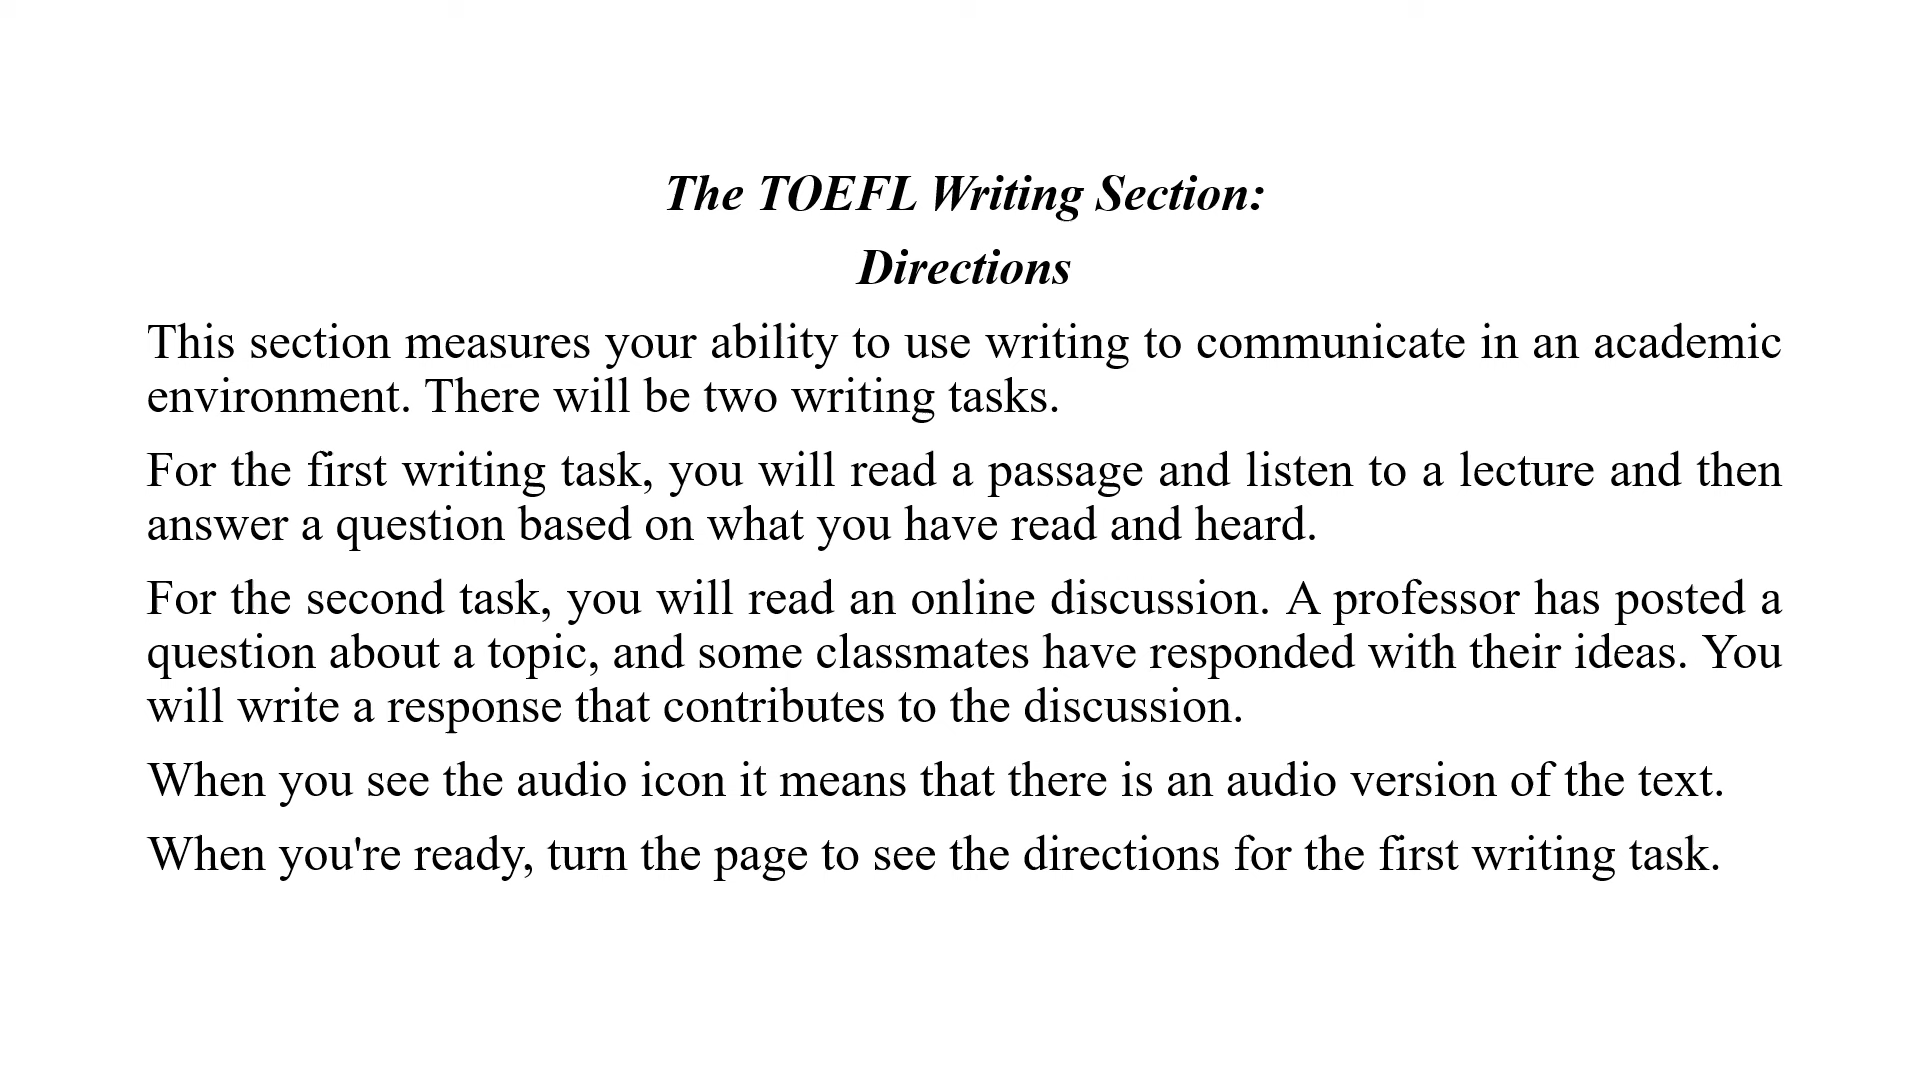 The TOEFL Writing Section:
Directions
This section measures your ability to use writing to communicate in an academic
environment. There will be two writing tasks.
For the first writing task, you will read a passage and listen to a lecture and then
answer a question based on what you have read and heard.
For the second task, you will read an online discussion. A professor has posted a
question about a topic, and some classmates have responded with their ideas. You
will write a response that contributes to the discussion.
When you see the audio icon it means that there is an audio version of the text.
When you're ready, turn the page to see the directions for the first writing task.